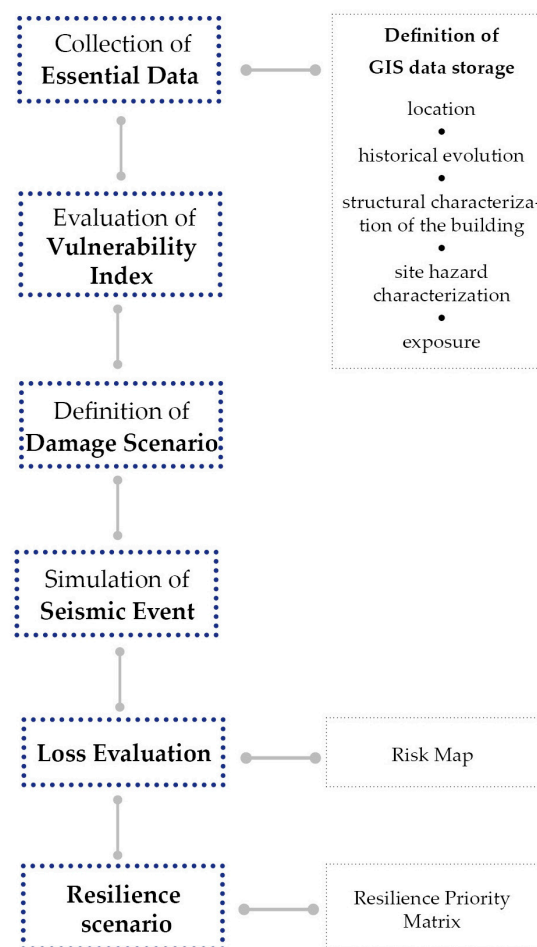 Collection of
Essential Data
Definition of
GIS data storage
location
•
historical evolution
•
structural characteriza-
tion of the building
•
site hazard
characterization
•
exposure
Evaluation of
Vulnerability
Index
Definition of
Damage Scenario
Simulation of
Seismic Event
Loss Evaluation
Risk Map
Resilience
scenario
Resilience Priority
Matrix